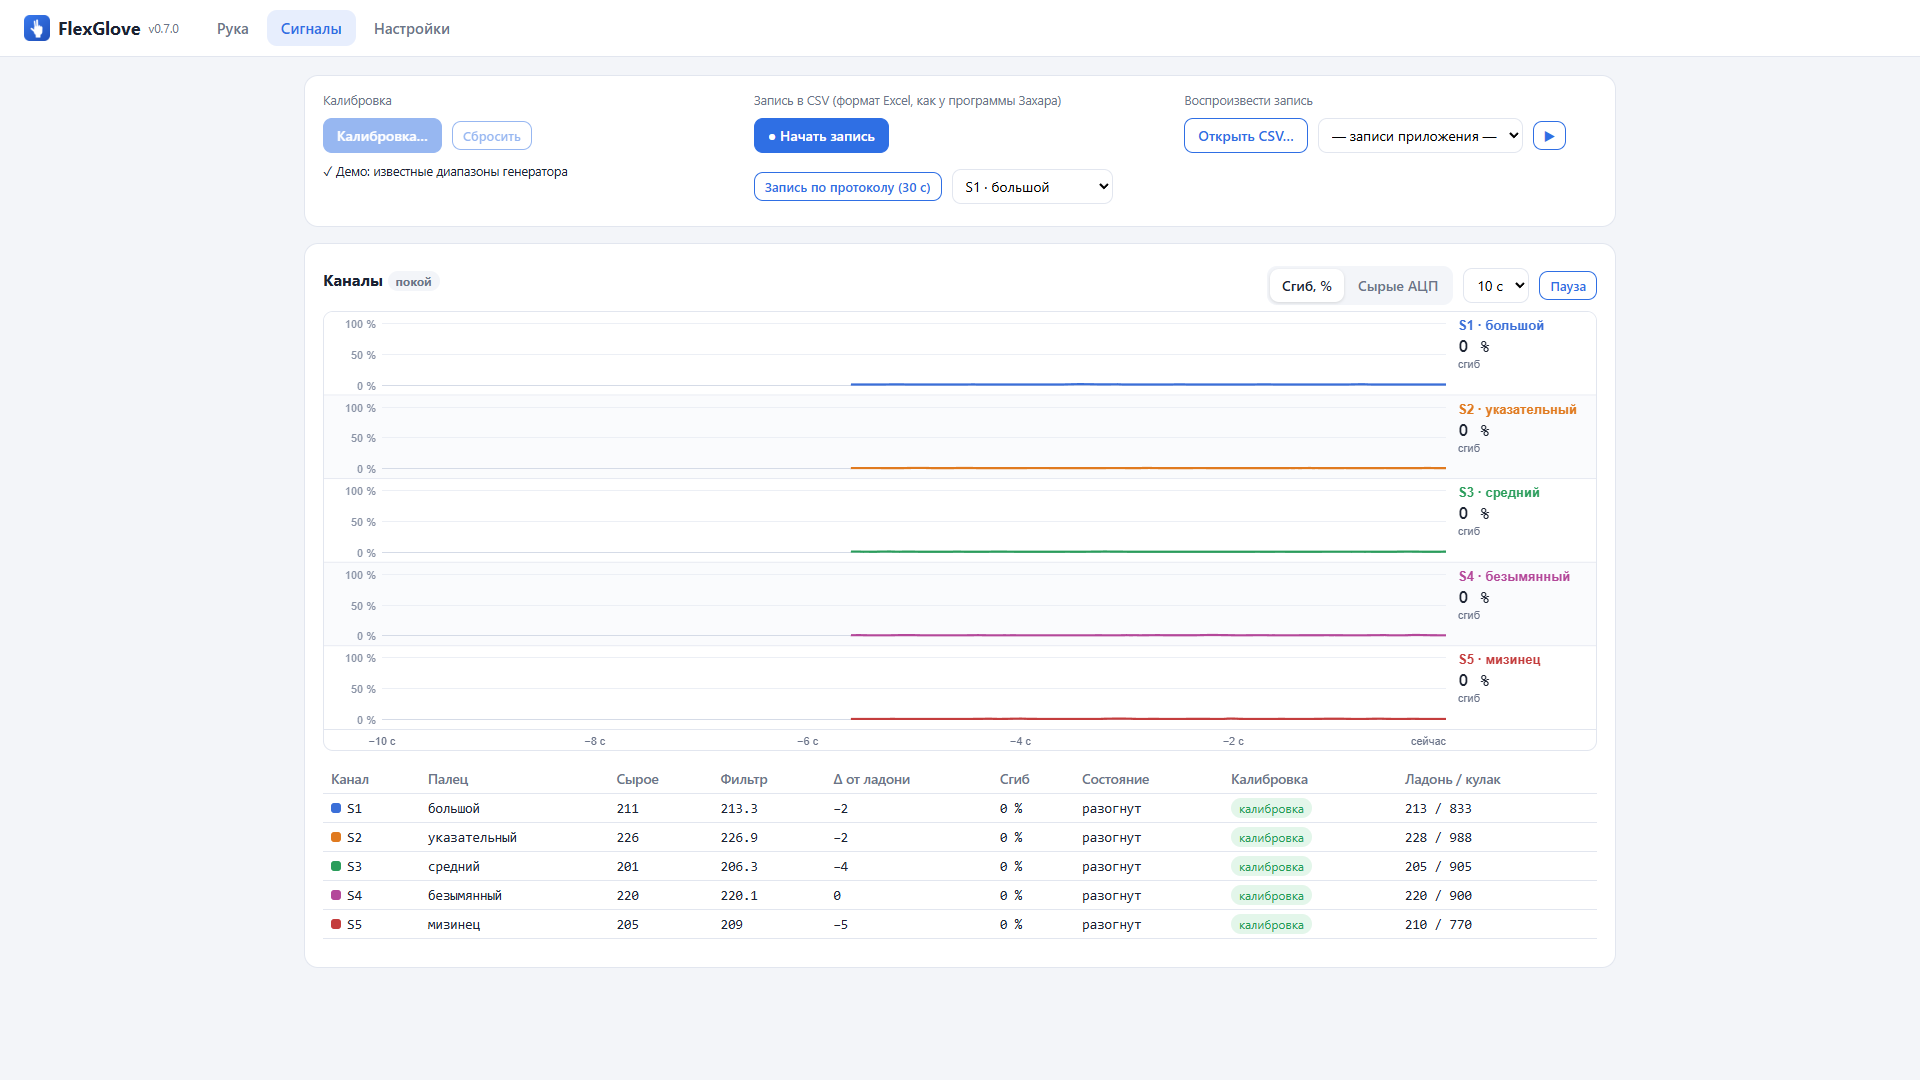 FlexGlove v0.7.0 Рука Сигналы Настройки
Калибровка
Калибровка... Сбросить
✓ Демо: известные диапазоны генератора
Запись в CSV (формат Excel, как у программы Захара)
● Начать запись
Запись по протоколу (30 с) S1 · большой
Воспроизвести запись
Открыть CSV... — записи приложения — ▶
Каналы покой
Сгиб, % Сырые АЦП 10 с Пауза
100 %
50 %
0 %
S1 · большой
0 %
сгиб
100 %
50 %
0 %
S2 · указательный
0 %
сгиб
100 %
50 %
0 %
S3 · средний
0 %
сгиб
100 %
50 %
0 %
S4 · безымянный
0 %
сгиб
100 %
50 %
0 %
S5 · мизинец
0 %
сгиб
−10 с −8 с −6 с −4 с −2 с сейчас
Канал Палец Сырое Фильтр Δ от ладони Сгиб Состояние Калибровка Ладонь / кулак
S1 большой 211 213.3 −2 0 % разогнут калибровка 213 / 833
S2 указательный 226 226.9 −2 0 % разогнут калибровка 228 / 988
S3 средний 201 206.3 −4 0 % разогнут калибровка 205 / 905
S4 безымянный 220 220.1 0 0 % разогнут калибровка 220 / 900
S5 мизинец 205 209 −5 0 % разогнут калибровка 210 / 770